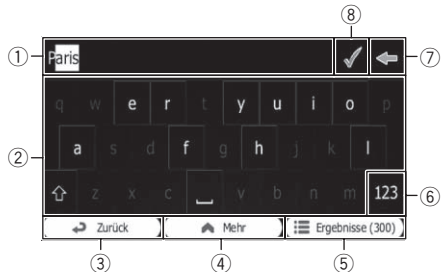 ⑧
① Paris ⑦
② q w e r t y u i o p
a s d f g h j k l
z x c v b n m 123 ⑥
Zurück Mehr Ergebnisse (300)
③ ④ ⑤